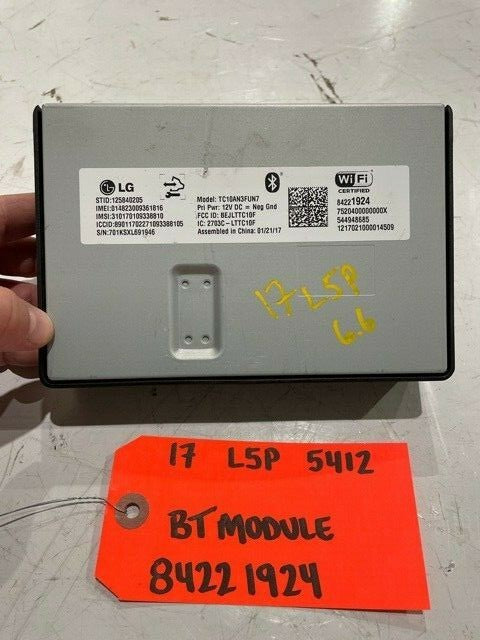 LG
STID:125840205
IMEI:014823009361816
IMSI:310170109338810
ICCID:89011702271093388105
S/N:701KSXL691946
Model: TC10AN3FUN7
Pri Pwr: 12V DC = Neg Gnd
FCC ID: BEJLTTC10F
IC: 2703C-LTTC10F
Assembled in China: 01/21/17
Wi Fi
CERTIFIED
84221924
7520400000000X
544948685
1217021000014509
17 L5P
6.6
17 L5P 5412
BT MODULE
84221924